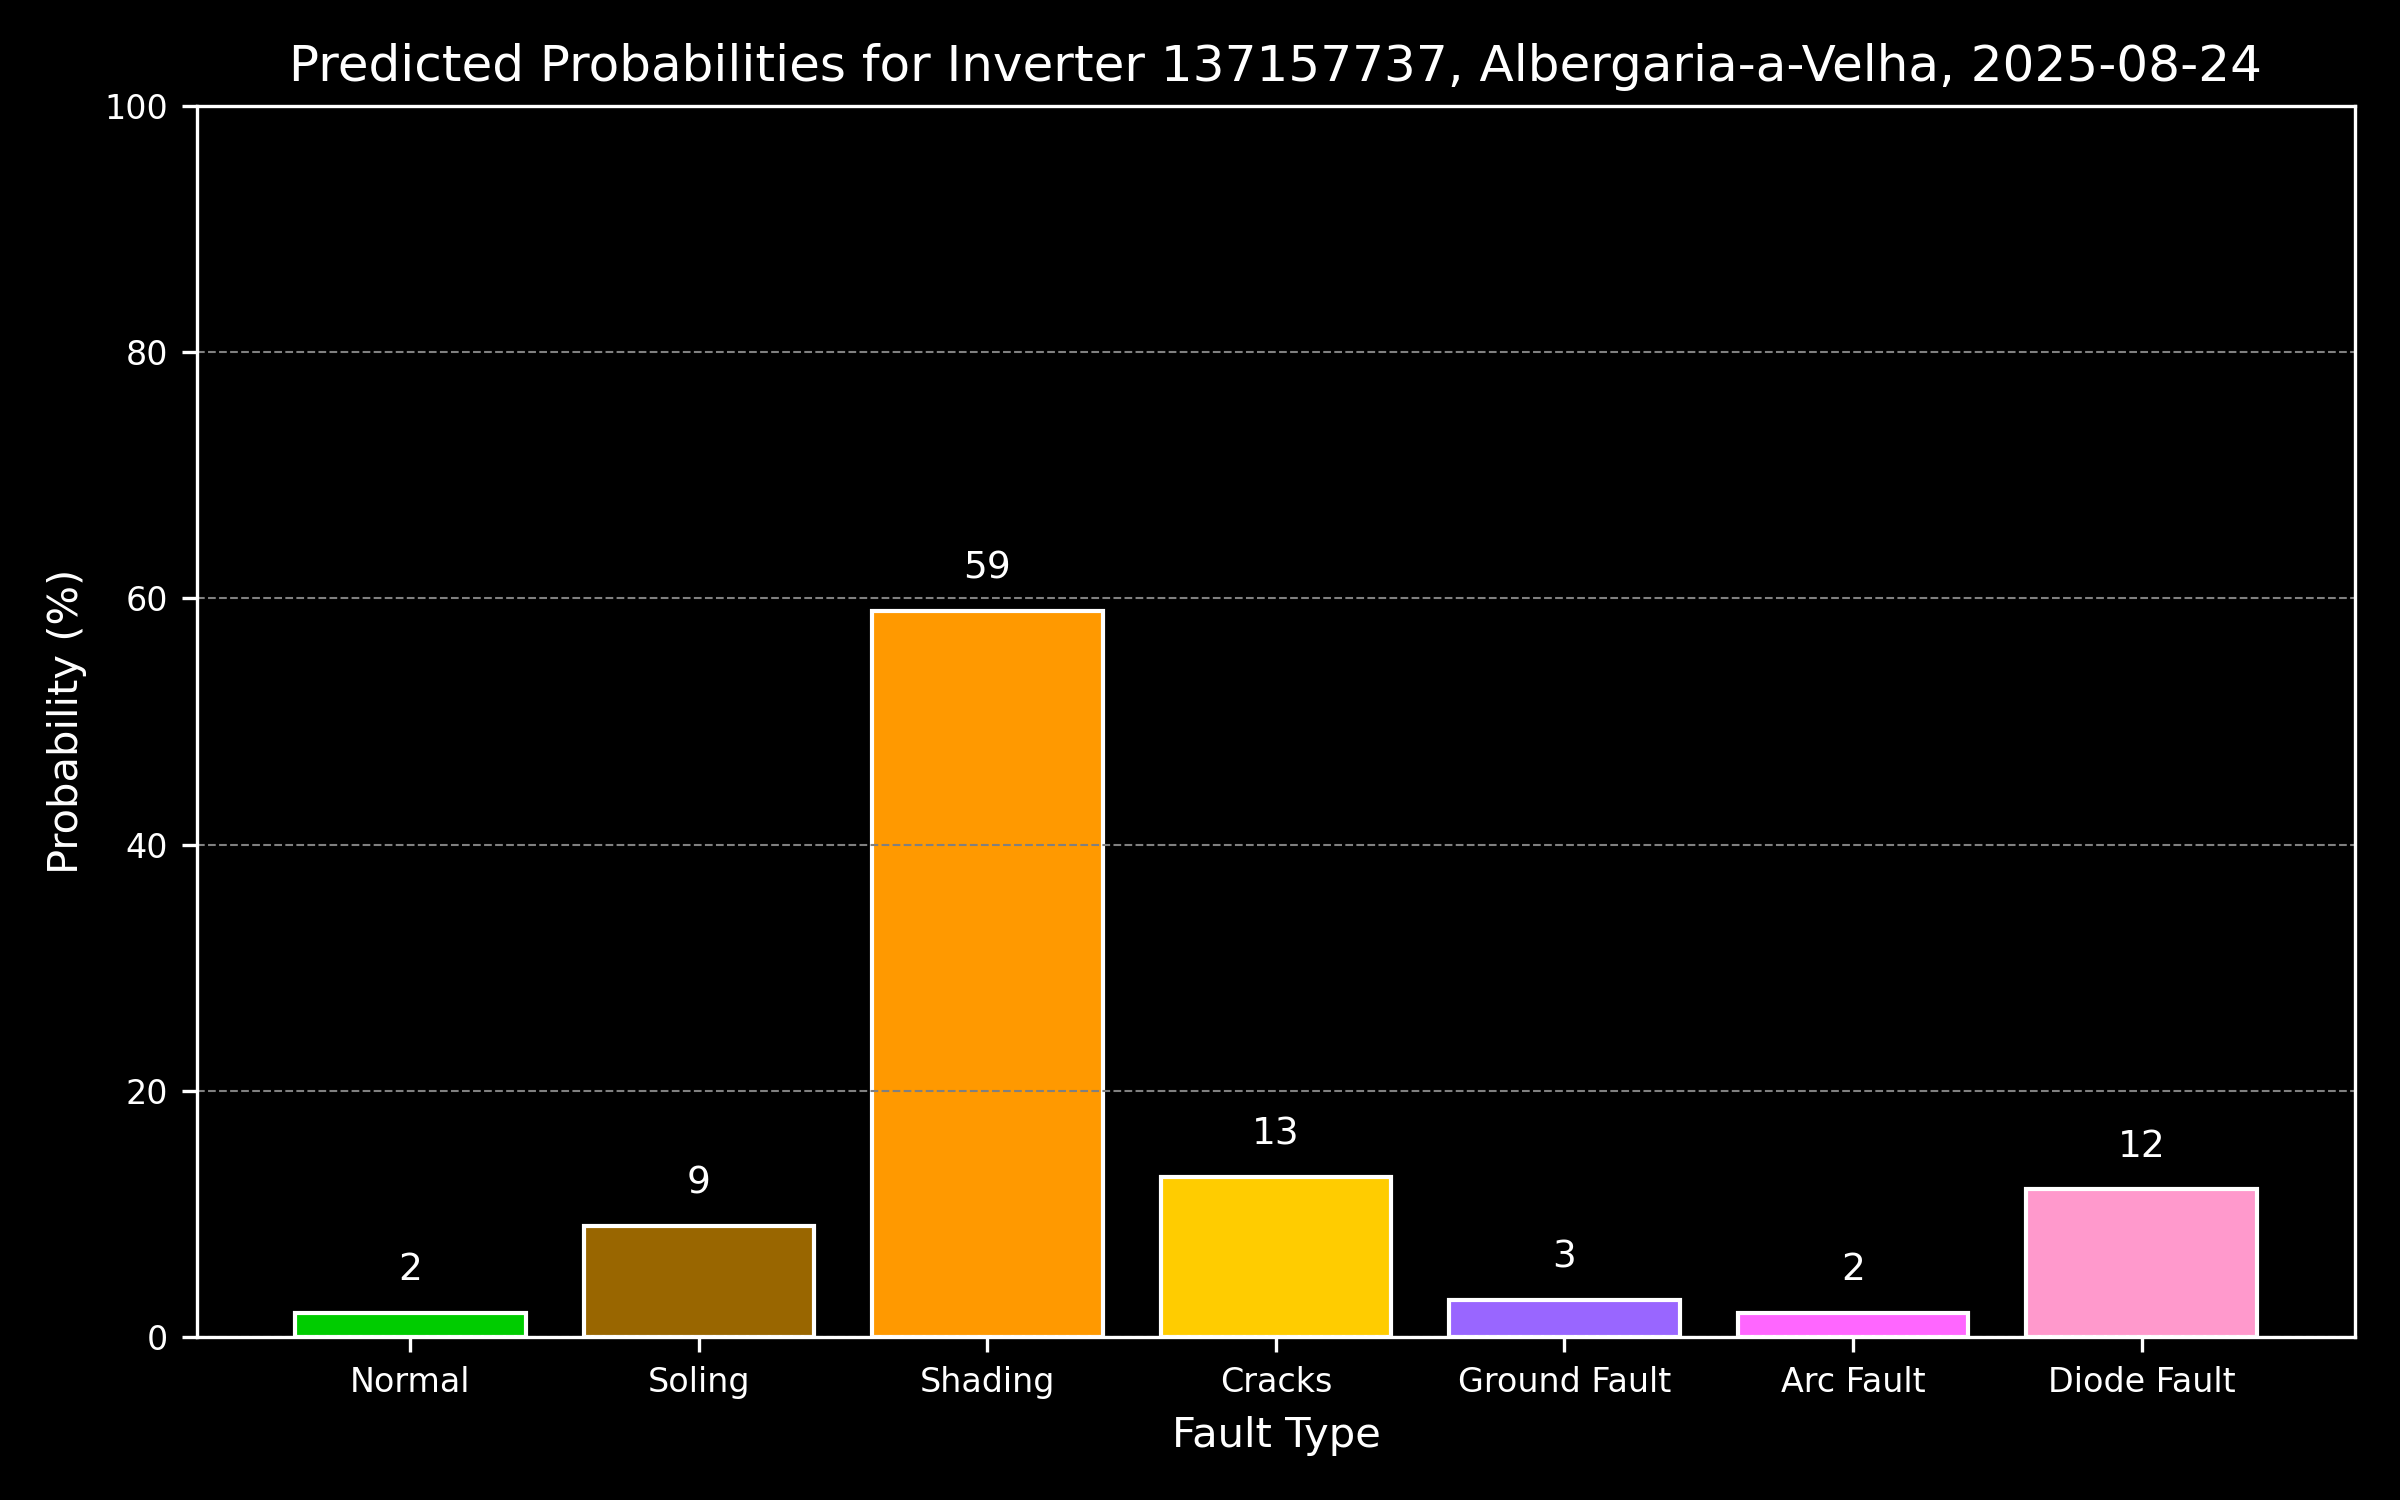 Predicted Probabilities for Inverter 137157737, Albergaria-a-Velha, 2025-08-24
100
80
60
40
20
0
Probability (%)
2
9
59
13
3
2
12
Normal
Soling
Shading
Cracks
Ground Fault
Arc Fault
Diode Fault
Fault Type